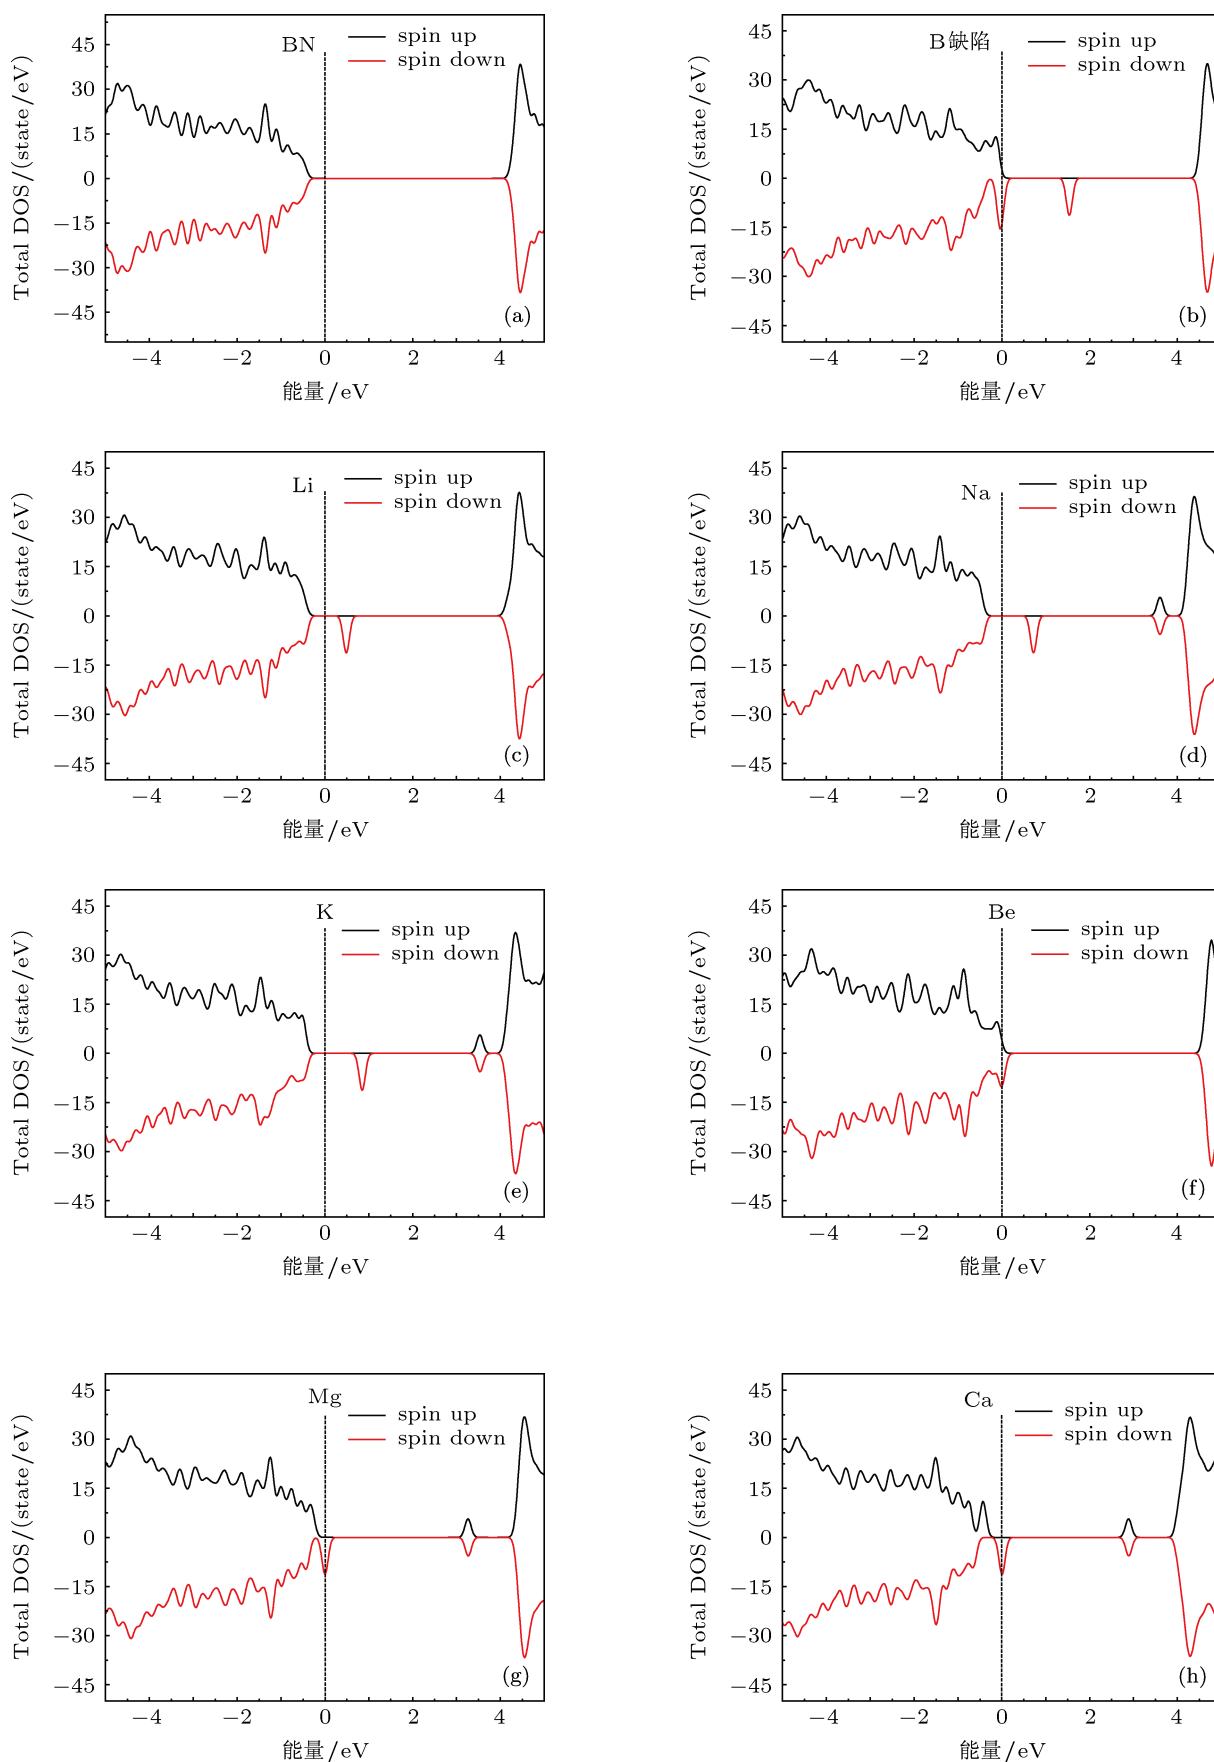 BN
spin up
spin down
Total DOS/(state/eV)
45
30
15
0
−15
−30
−45
(a)
−4
−2
0
2
4
能量/eV
B缺陷
spin up
spin down
Total DOS/(state/eV)
45
30
15
0
−15
−30
−45
(b)
−4
−2
0
2
4
能量/eV
Li
spin up
spin down
Total DOS/(state/eV)
45
30
15
0
−15
−30
−45
(c)
−4
−2
0
2
4
能量/eV
Na
spin up
spin down
Total DOS/(state/eV)
45
30
15
0
−15
−30
−45
(d)
−4
−2
0
2
4
能量/eV
K
spin up
spin down
Total DOS/(state/eV)
45
30
15
0
−15
−30
−45
(e)
−4
−2
0
2
4
能量/eV
Be
spin up
spin down
Total DOS/(state/eV)
45
30
15
0
−15
−30
−45
(f)
−4
−2
0
2
4
能量/eV
Mg
spin up
spin down
Total DOS/(state/eV)
45
30
15
0
−15
−30
−45
(g)
−4
−2
0
2
4
能量/eV
Ca
spin up
spin down
Total DOS/(state/eV)
45
30
15
0
−15
−30
−45
(h)
−4
−2
0
2
4
能量/eV